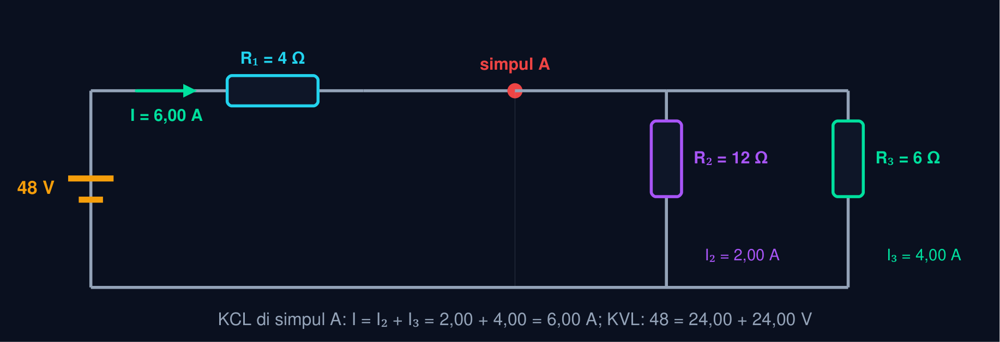 R₁ = 4 Ω
simpul A
I = 6,00 A
R₂ = 12 Ω
R₃ = 6 Ω
48 V
I₂ = 2,00 A
I₃ = 4,00 A
KCL di simpul A: I = I₂ + I₃ = 2,00 + 4,00 = 6,00 A; KVL: 48 = 24,00 + 24,00 V